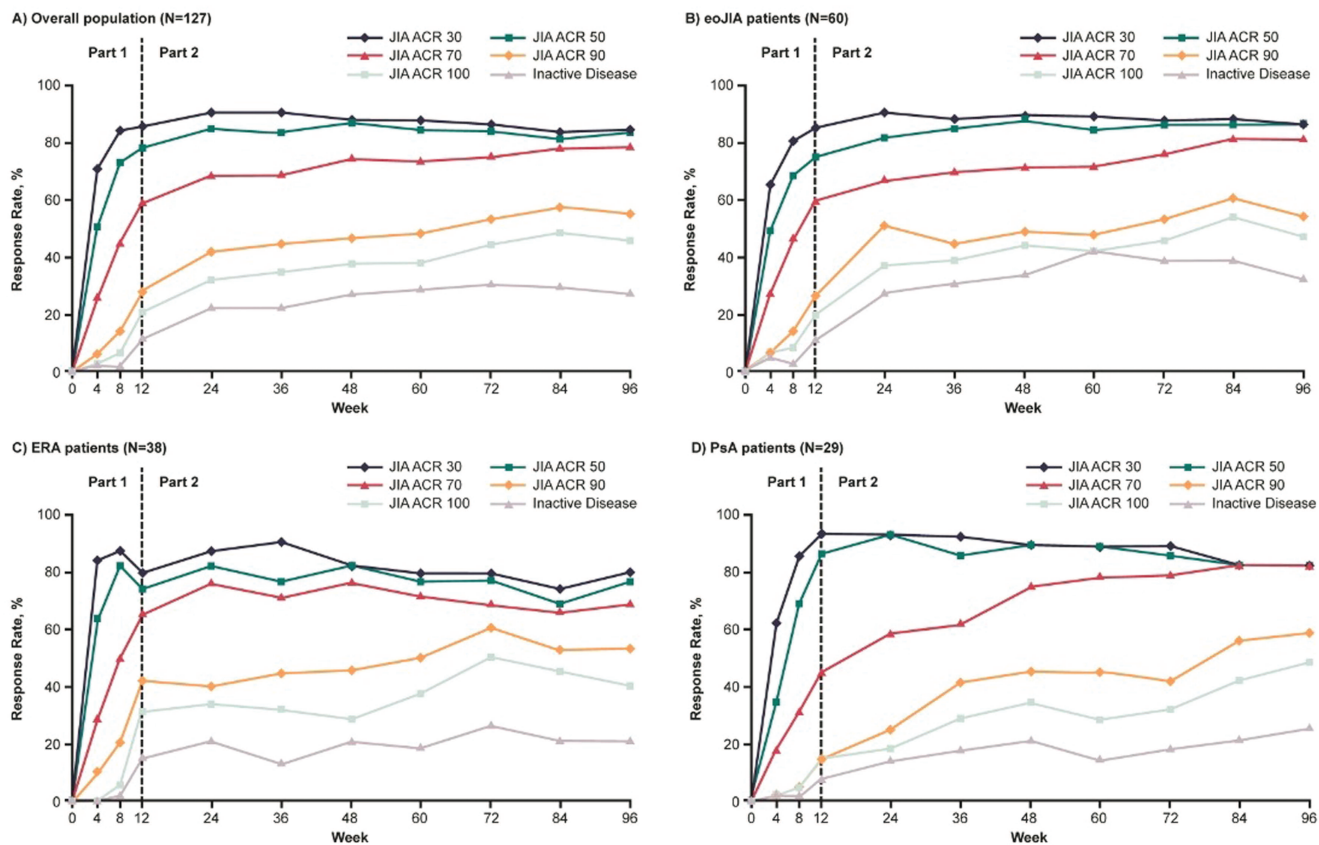 A) Overall population (N=127)
Part 1 Part 2
JIA ACR 30 JIA ACR 50
JIA ACR 70 JIA ACR 90
JIA ACR 100 Inactive Disease
Response Rate, %
100
80
60
40
20
0
0 4 8 12 24 36 48 60 72 84 96
Week
B) eoJIA patients (N=60)
Part 1 Part 2
JIA ACR 30 JIA ACR 50
JIA ACR 70 JIA ACR 90
JIA ACR 100 Inactive Disease
Response Rate, %
100
80
60
40
20
0
0 4 8 12 24 36 48 60 72 84 96
Week
C) ERA patients (N=38)
Part 1 Part 2
JIA ACR 30 JIA ACR 50
JIA ACR 70 JIA ACR 90
JIA ACR 100 Inactive Disease
Response Rate, %
100
80
60
40
20
0
0 4 8 12 24 36 48 60 72 84 96
Week
D) PsA patients (N=29)
Part 1 Part 2
JIA ACR 30 JIA ACR 50
JIA ACR 70 JIA ACR 90
JIA ACR 100 Inactive Disease
Response Rate, %
100
80
60
40
20
0
0 4 8 12 24 36 48 60 72 84 96
Week